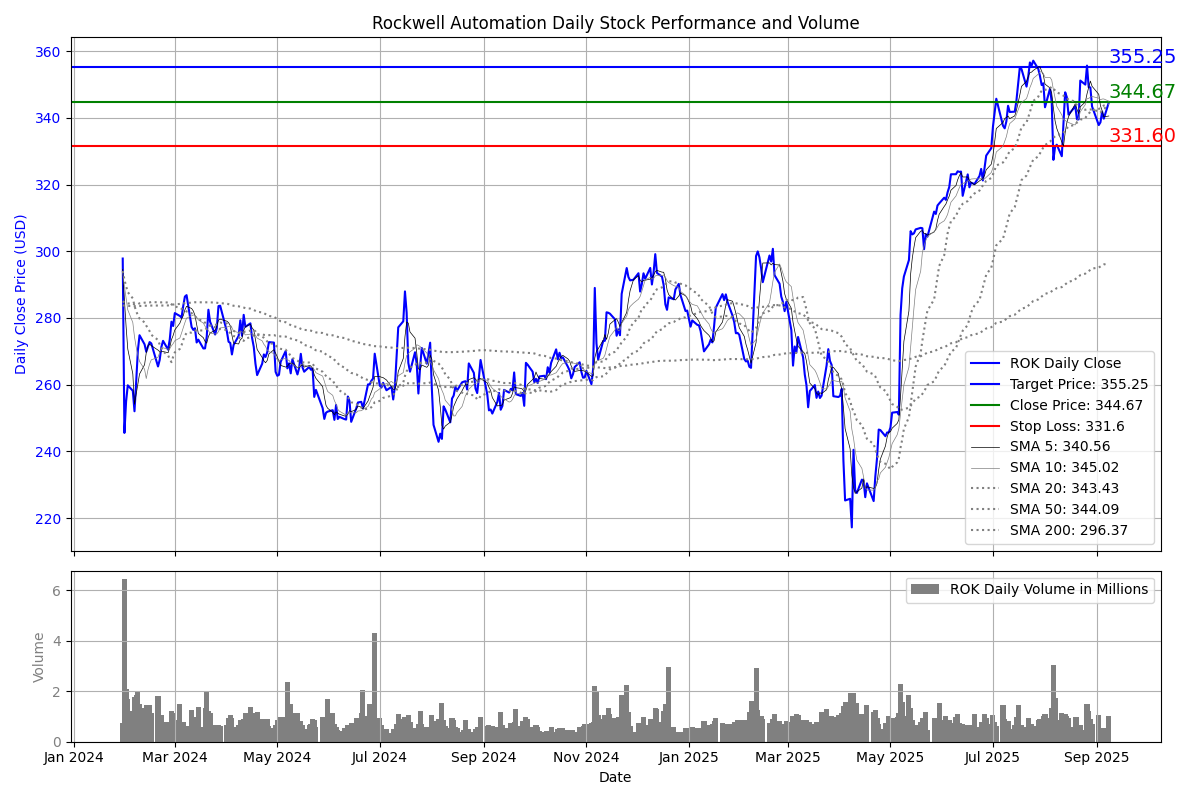 Rockwell Automation Daily Stock Performance and Volume
360
340
320
300
280
260
240
220
Daily Close Price (USD)
355.25
344.67
331.60
ROK Daily Close
Target Price: 355.25
Close Price: 344.67
Stop Loss: 331.6
SMA 5: 340.56
SMA 10: 345.02
SMA 20: 343.43
SMA 50: 344.09
SMA 200: 296.37
6
4
2
0
Volume
ROK Daily Volume in Millions
Jan 2024 Mar 2024 May 2024 Jul 2024 Sep 2024 Nov 2024 Jan 2025 Mar 2025 May 2025 Jul 2025 Sep 2025
Date